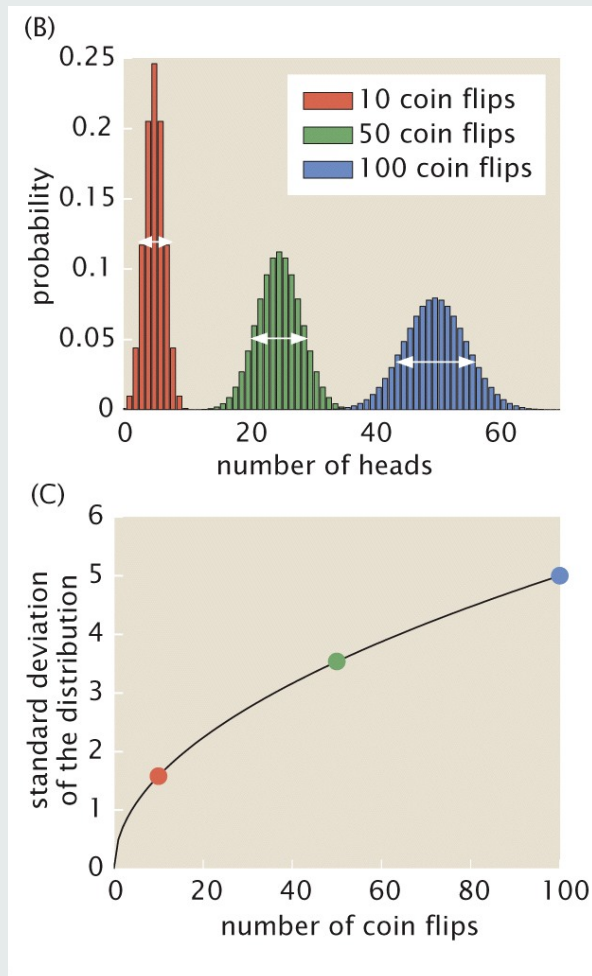 (B)
0.25
0.2
0.15
0.1
0.05
0
probability
10 coin flips
50 coin flips
100 coin flips
0 20 40 60
number of heads
(C)
6
5
4
3
2
1
0
standard deviation
of the distribution
0 20 40 60 80 100
number of coin flips